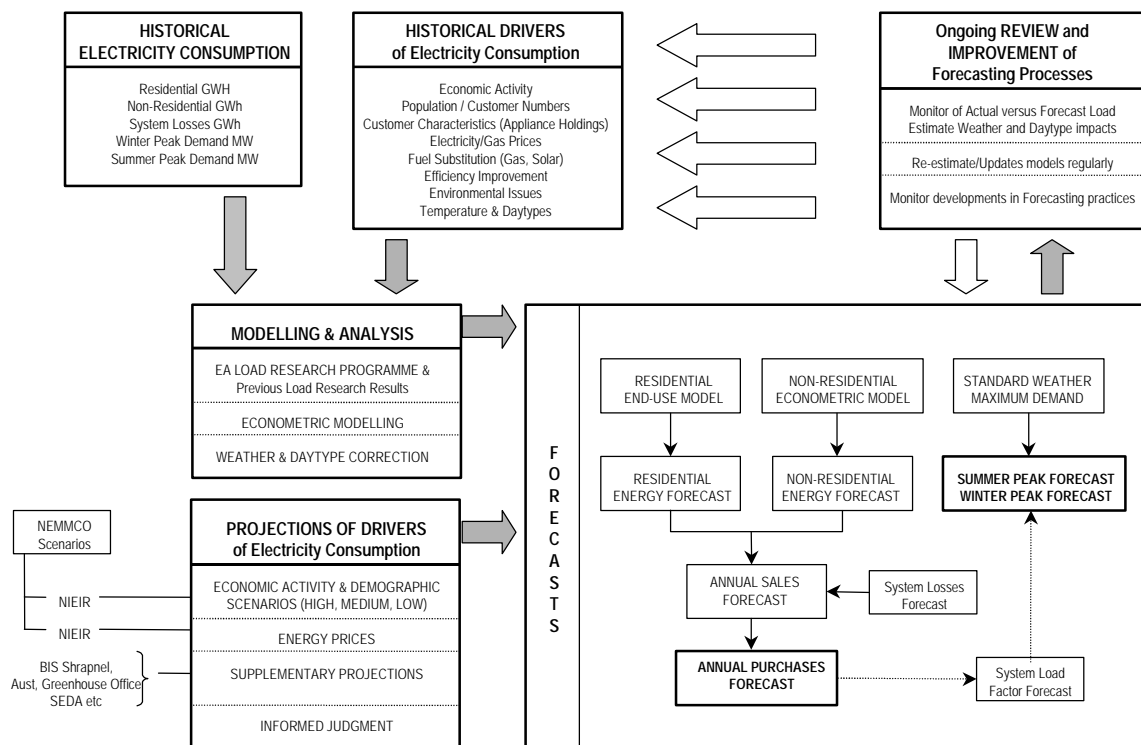 HISTORICAL
ELECTRICITY CONSUMPTION
Residential GWH
Non-Residential GWh
System Losses GWh
Winter Peak Demand MW
Summer Peak Demand MW
HISTORICAL DRIVERS
of Electricity Consumption
Economic Activity
Population / Customer Numbers
Customer Characteristics (Appliance Holdings)
Electricity/Gas Prices
Fuel Substitution (Gas, Solar)
Efficiency Improvement
Environmental Issues
Temperature & Daytypes
Ongoing REVIEW and
IMPROVEMENT of
Forecasting Processes
Monitor of Actual versus Forecast Load
Estimate Weather and Daytype impacts
Re-estimate/Updates models regularly
Monitor developments in Forecasting practices
MODELLING & ANALYSIS
EA LOAD RESEARCH PROGRAMME &
Previous Load Research Results
ECONOMETRIC MODELLING
WEATHER & DAYTYPE CORRECTION
NEMMCO
Scenarios
NIEIR
NIEIR
BIS Shrapnel,
Aust, Greenhouse Office
SEDA etc
PROJECTIONS OF DRIVERS
of Electricity Consumption
ECONOMIC ACTIVITY & DEMOGRAPHIC
SCENARIOS (HIGH, MEDIUM, LOW)
ENERGY PRICES
SUPPLEMENTARY PROJECTIONS
INFORMED JUDGMENT
FORECASTS
RESIDENTIAL
END-USE MODEL
NON-RESIDENTIAL
ECONOMETRIC MODEL
STANDARD WEATHER
MAXIMUM DEMAND
RESIDENTIAL
ENERGY FORECAST
NON-RESIDENTIAL
ENERGY FORECAST
SUMMER PEAK FORECAST
WINTER PEAK FORECAST
ANNUAL SALES
FORECAST
System Losses
Forecast
ANNUAL PURCHASES
FORECAST
System Load
Factor Forecast